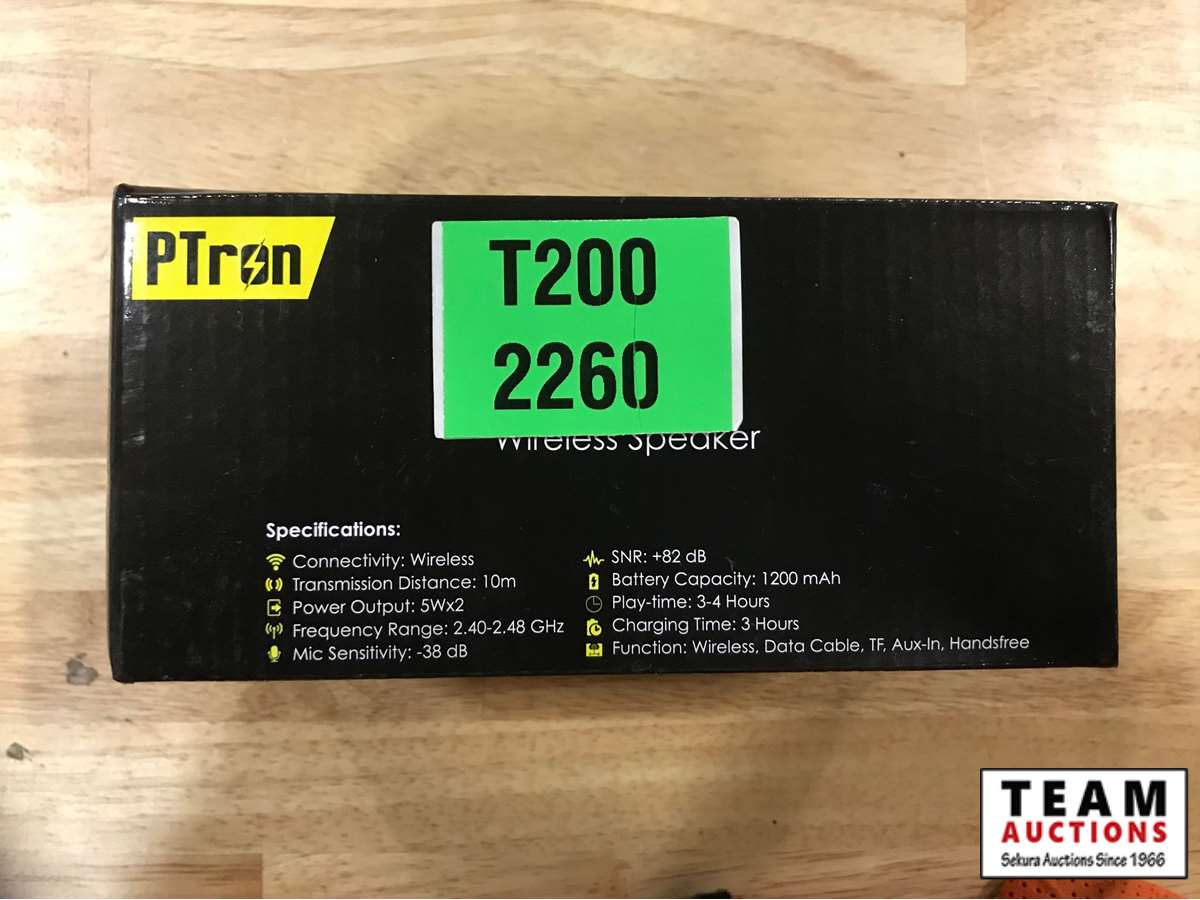 PTron
T200
2260
Wireless Speaker
Specifications:
Connectivity: Wireless
Transmission Distance: 10m
Power Output: 5Wx2
Frequency Range: 2.40-2.48 GHz
Mic Sensitivity: -38 dB
SNR: +82 dB
Battery Capacity: 1200 mAh
Play-time: 3-4 Hours
Charging Time: 3 Hours
Function: Wireless, Data Cable, TF, Aux-In, Handsfree
TEAM
AUCTIONS
Sekura Auctions Since 1966